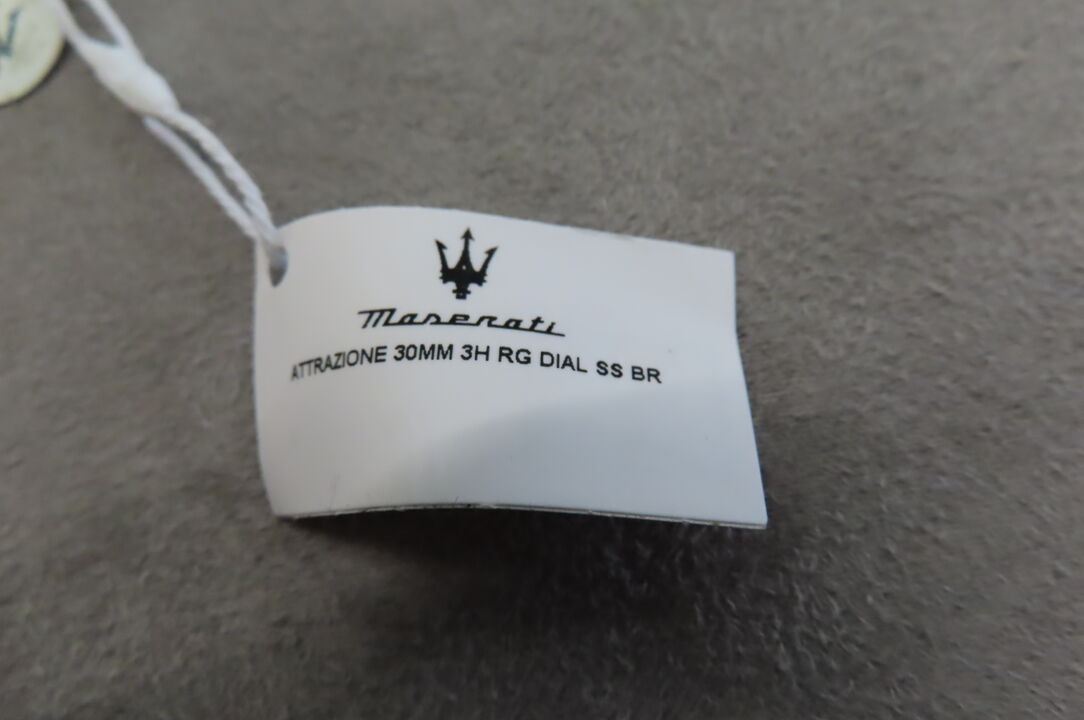 Maserati
ATTRAZIONE 30MM 3H RG DIAL SS BR